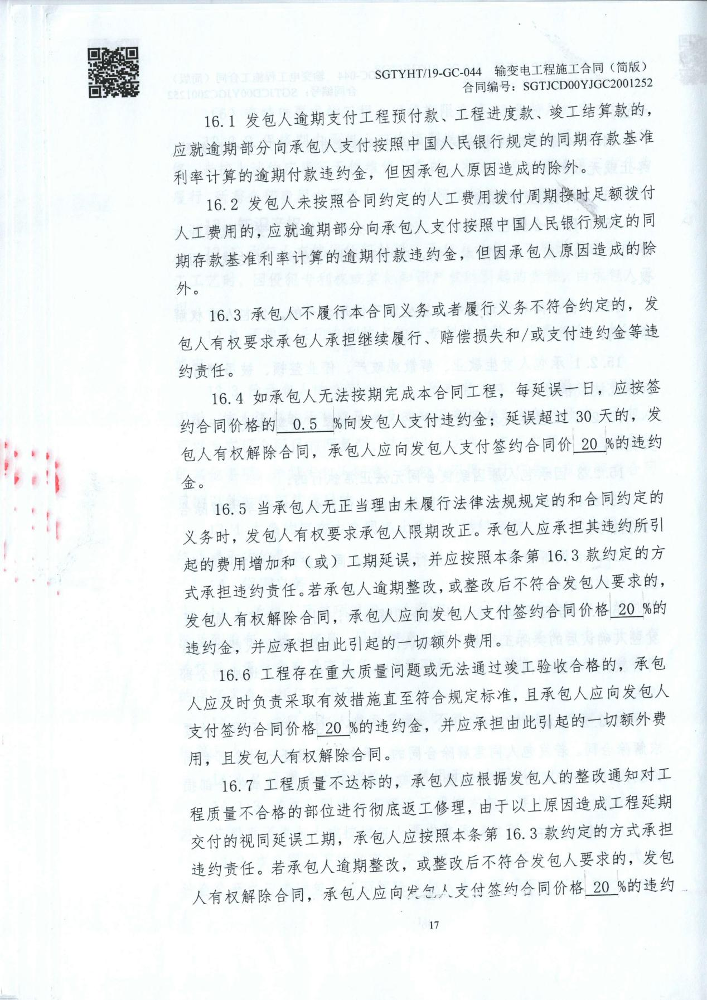 SGTYHT/19-GC-044 输变电工程施工合同（简版）
合同编号：SGTJCD00YJGC2001252
16.1 发包人逾期支付工程预付款、工程进度款、竣工结算款的，
应就逾期部分向承包人支付按照中国人民银行规定的同期存款基准
利率计算的逾期付款违约金，但因承包人原因造成的除外。
16.2 发包人未按照合同约定的人工费用拨付周期按时足额拨付
人工费用的，应就逾期部分向承包人支付按照中国人民银行规定的同
期存款基准利率计算的逾期付款违约金，但因承包人原因造成的除
外。
16.3 承包人不履行本合同义务或者履行义务不符合约定的，发
包人有权要求承包人承担继续履行、赔偿损失和/或支付违约金等违
约责任。
16.4 如承包人无法按期完成本合同工程，每延误一日，应按签
约合同价格的 0.5 %向发包人支付违约金；延误超过 30 天的，发
包人有权解除合同，承包人应向发包人支付签约合同价 20 %的违约
金。
16.5 当承包人无正当理由未履行法律法规规定的和合同约定的
义务时，发包人有权要求承包人限期改正。承包人应承担其违约所引
起的费用增加和（或）工期延误，并应按照本条第 16.3 款约定的方
式承担违约责任。若承包人逾期整改，或整改后不符合发包人要求的，
发包人有权解除合同，承包人应向发包人支付签约合同价格 20 %的
违约金，并应承担由此引起的一切额外费用。
16.6 工程存在重大质量问题或无法通过竣工验收合格的，承包
人应及时负责采取有效措施直至符合规定标准，且承包人应向发包人
支付签约合同价格 20 %的违约金，并应承担由此引起的一切额外费
用，且发包人有权解除合同。
16.7 工程质量不达标的，承包人应根据发包人的整改通知对工
程质量不合格的部位进行彻底返工修理，由于以上原因造成工程延期
交付的视同延误工期，承包人应按照本条第 16.3 款约定的方式承担
违约责任。若承包人逾期整改，或整改后不符合发包人要求的，发包
人有权解除合同，承包人应向发包人支付签约合同价格 20 %的违约
17